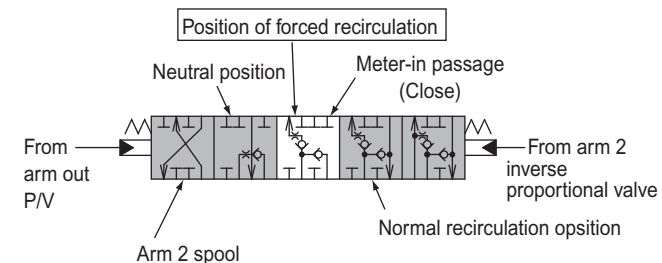 Position of forced recirculation
Neutral position
Meter-in passage
(Close)
From
arm out
P/V
From arm 2
inverse
proportional valve
Normal recirculation opsition
Arm 2 spool